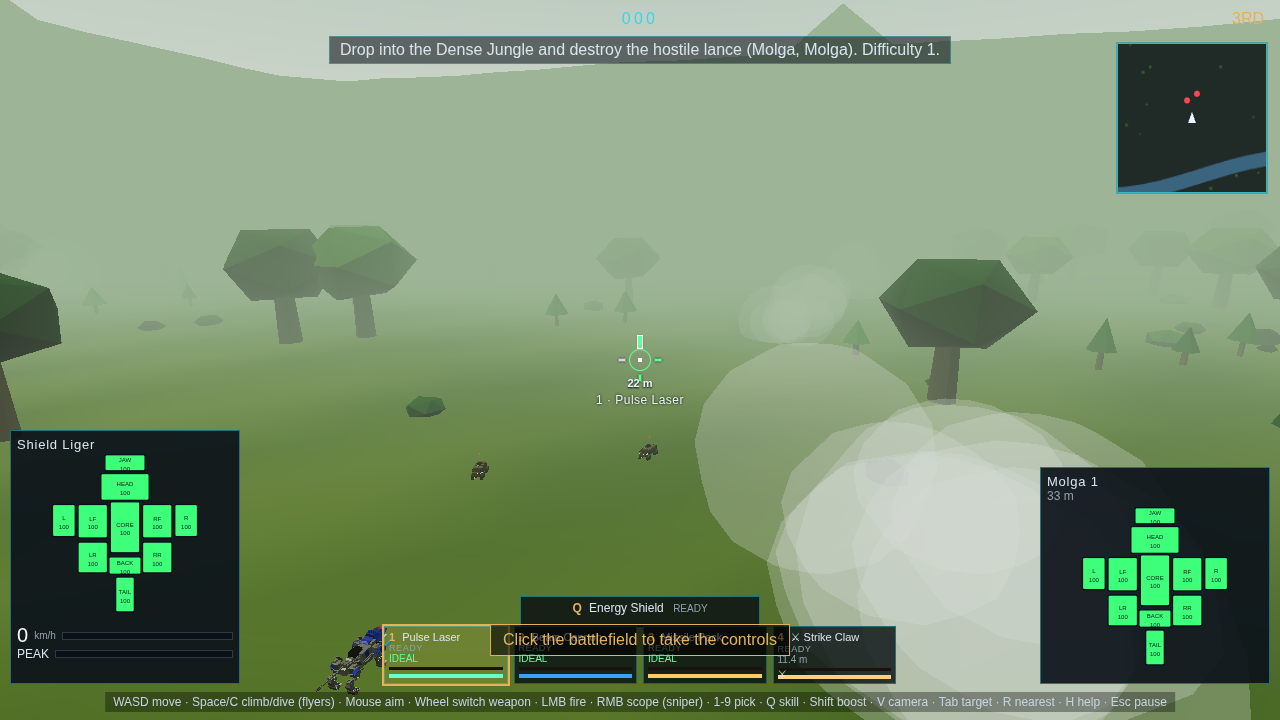 000
3RD
Drop into the Dense Jungle and destroy the hostile lance (Molga, Molga). Difficulty 1.
22 m
1 · Pulse Laser
Shield Liger
JAW
100
HEAD
100
L
100
LF
100
CORE
100
RF
100
R
100
LR
100
BACK
100
RR
100
TAIL
100
0 km/h
PEAK
Molga 1
33 m
JAW
100
HEAD
100
L
100
LF
100
CORE
100
RF
100
R
100
LR
100
BACK
100
RR
100
TAIL
100
Q Energy Shield READY
1 Pulse Laser
READY
IDEAL
READY
IDEAL
READY
IDEAL
4 ⚔ Strike Claw
READY
11.4 m
Click the battlefield to take the controls
WASD move · Space/C climb/dive (flyers) · Mouse aim · Wheel switch weapon · LMB fire · RMB scope (sniper) · 1-9 pick · Q skill · Shift boost · V camera · Tab target · R nearest · H help · Esc pause